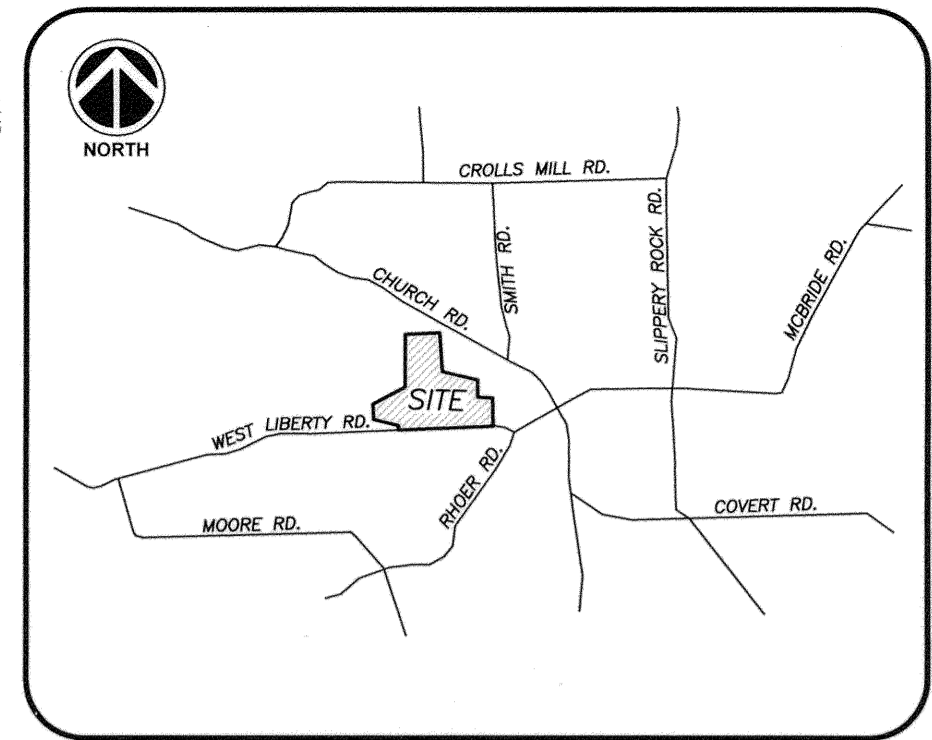 NORTH
CROLLS MILL RD.
SMITH RD.
SLIPPERY ROCK RD.
MCBRIDE RD.
CHURCH RD.
SITE
WEST LIBERTY RD.
RHOER RD.
MOORE RD.
COVERT RD.